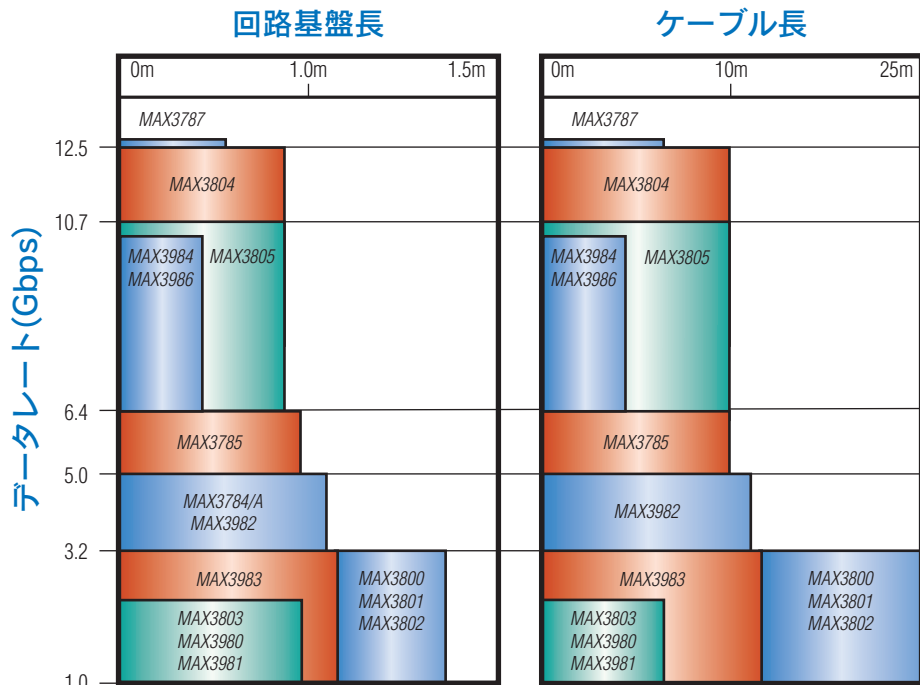 回路基盤長
ケーブル長
0m 1.0m 1.5m
0m 10m 25m
データレート(Gbps)
12.5
10.7
6.4
5.0
3.2
1.0
MAX3787
MAX3804
MAX3984
MAX3986
MAX3805
MAX3785
MAX3784/A
MAX3982
MAX3983
MAX3800
MAX3801
MAX3802
MAX3803
MAX3980
MAX3981
MAX3787
MAX3804
MAX3984
MAX3986
MAX3805
MAX3785
MAX3982
MAX3983
MAX3800
MAX3801
MAX3802
MAX3803
MAX3980
MAX3981